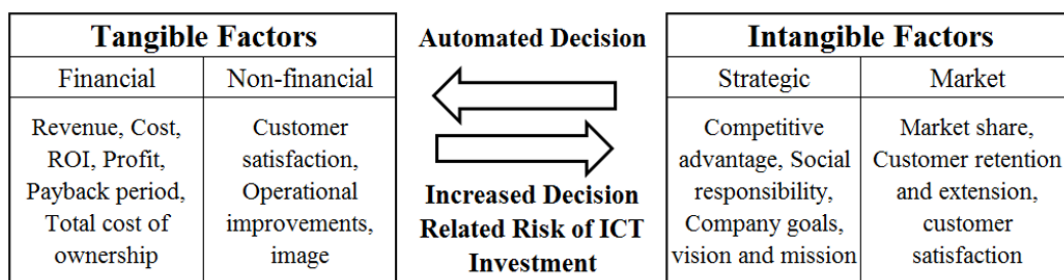 Tangible Factors
Financial
Non-financial
Revenue, Cost,
ROI, Profit,
Payback period,
Total cost of
ownership
Customer
satisfaction,
Operational
improvements,
image
Automated Decision
Increased Decision
Related Risk of ICT
Investment
Intangible Factors
Strategic
Market
Competitive
advantage, Social
responsibility,
Company goals,
vision and mission
Market share,
Customer retention
and extension,
customer
satisfaction